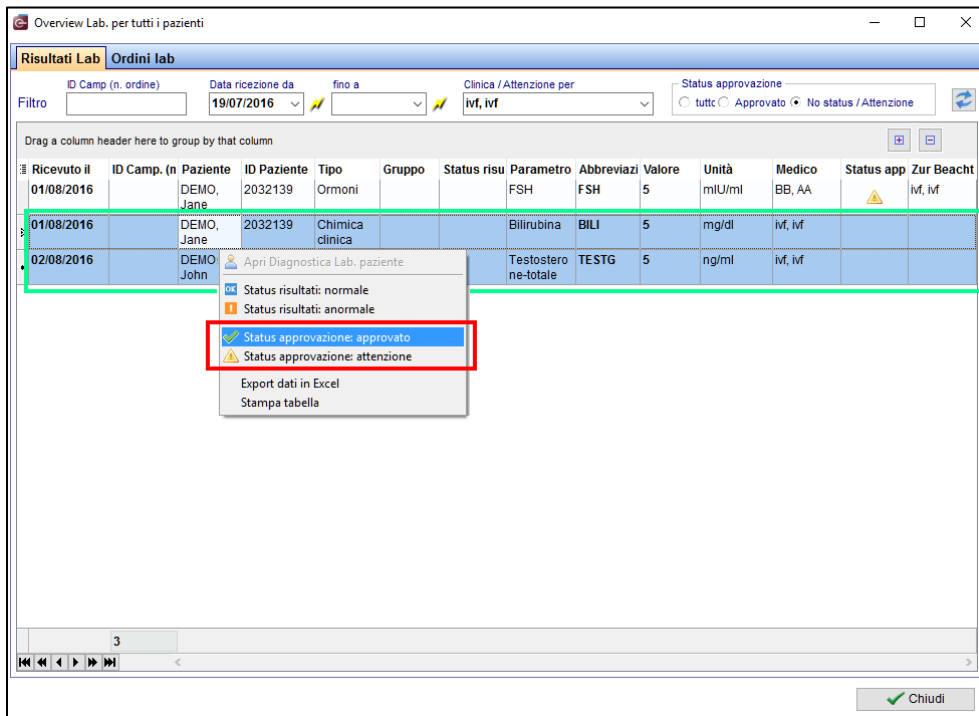 Overview Lab. per tutti i pazienti
Risultati Lab Ordini lab
ID Camp (n. ordine) Data ricezione da fino a Clinica / Attenzione per Status approvazione
Filtro 19/07/2016 ivf, ivf tuttc Approvato No status / Attenzione
Drag a column header here to group by that column
Ricevuto il ID Camp. (n Paziente ID Paziente Tipo Gruppo Status risu Parametro Abbreviazi Valore Unità Medico Status app Zur Beacht
01/08/2016 DEMO, 2032139 Ormoni FSH FSH 5 mIU/ml BB, AA ivf, ivf
Jane
01/08/2016 DEMO, 2032139 Chimica Bilirubina BILI 5 mg/dl ivf, ivf
Jane clinica
02/08/2016 DEMO Testostero TESTG 5 ng/ml ivf, ivf
John ne-totale
Apri Diagnostica Lab. paziente
OK Status risultati: normale
Status risultati: anormale
Status approvazione: approvato
Status approvazione: attenzione
Export dati in Excel
Stampa tabella
3
Chiudi